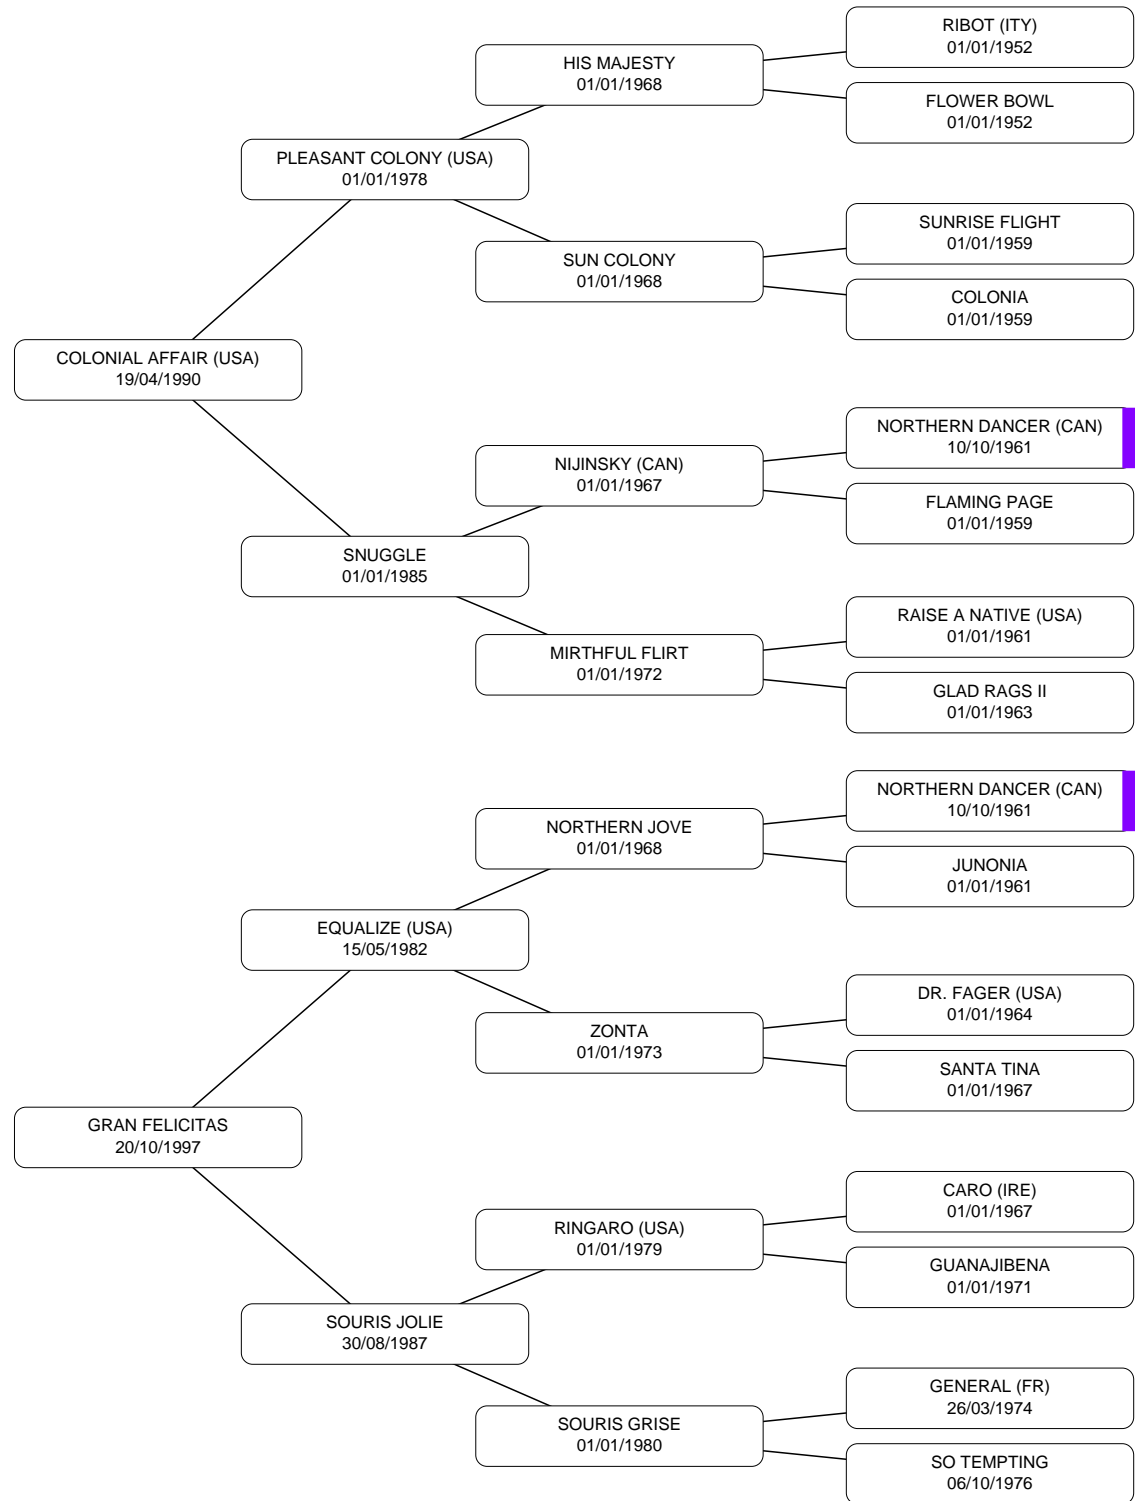 RIBOT (ITY)
01/01/1952
HIS MAJESTY
01/01/1968
FLOWER BOWL
01/01/1952
PLEASANT COLONY (USA)
01/01/1978
SUNRISE FLIGHT
01/01/1959
SUN COLONY
01/01/1968
COLONIA
01/01/1959
COLONIAL AFFAIR (USA)
19/04/1990
NORTHERN DANCER (CAN)
10/10/1961
NIJINSKY (CAN)
01/01/1967
FLAMING PAGE
01/01/1959
SNUGGLE
01/01/1985
RAISE A NATIVE (USA)
01/01/1961
MIRTHFUL FLIRT
01/01/1972
GLAD RAGS II
01/01/1963
NORTHERN DANCER (CAN)
10/10/1961
NORTHERN JOVE
01/01/1968
JUNONIA
01/01/1961
EQUALIZE (USA)
15/05/1982
DR. FAGER (USA)
01/01/1964
ZONTA
01/01/1973
SANTA TINA
01/01/1967
GRAN FELICITAS
20/10/1997
CARO (IRE)
01/01/1967
RINGARO (USA)
01/01/1979
GUANAJIBENA
01/01/1971
SOURIS JOLIE
30/08/1987
GENERAL (FR)
26/03/1974
SOURIS GRISE
01/01/1980
SO TEMPTING
06/10/1976